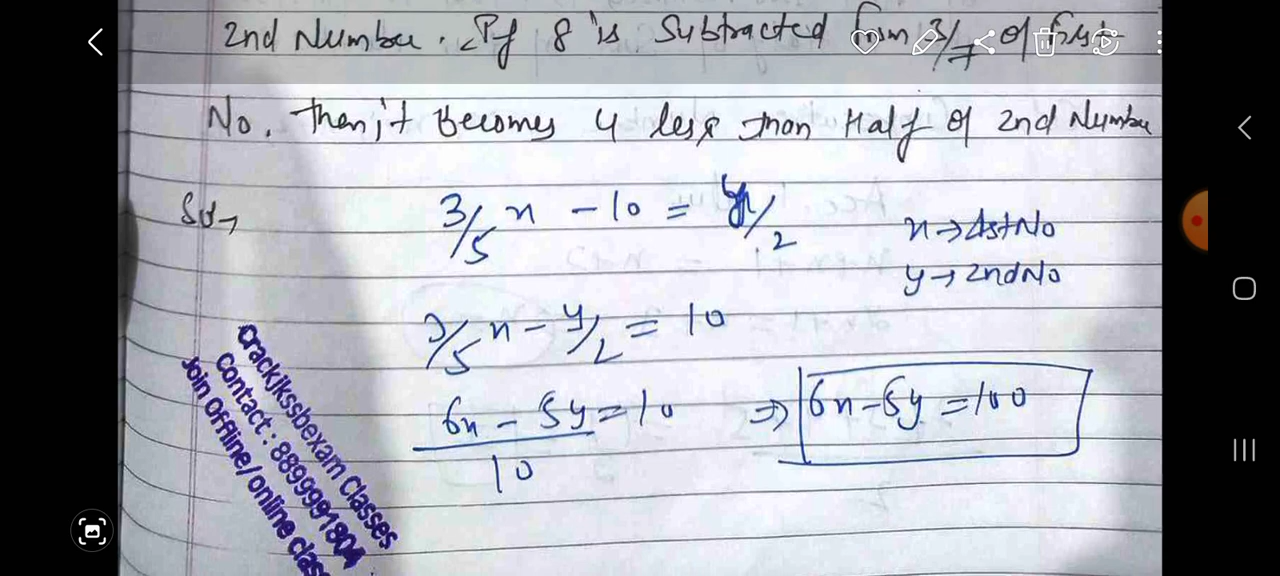 2nd Number. If 8 is Subtracted from 3/7 of first
No. then it Becomes 4 less than Half of 2nd Number
Sol→
3/5 x - 10 = y/2
x → 1st No
y → 2nd No
3/5 x - y/2 = 10
6x - 5y = 10 ⇒ 6x - 5y = 100
10
Crackjkssbexam Classes
Contact : 8899991804
Join Offline/online clas